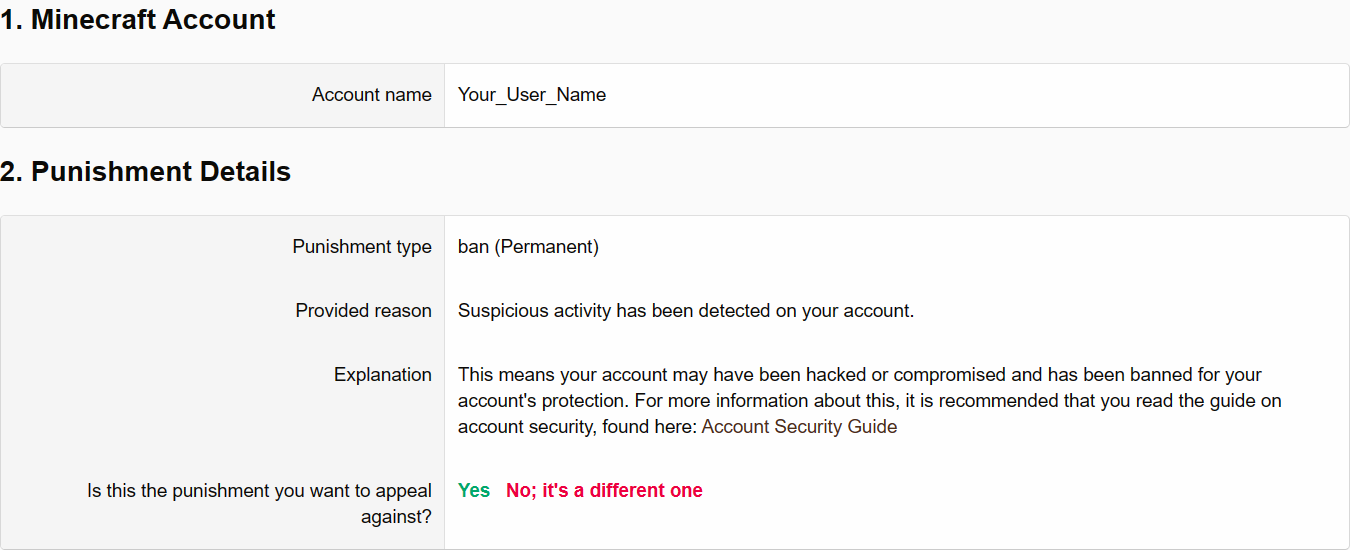 1. Minecraft Account
Account name
Your_User_Name
2. Punishment Details
Punishment type
ban (Permanent)
Provided reason
Suspicious activity has been detected on your account.
Explanation
This means your account may have been hacked or compromised and has been banned for your
account's protection. For more information about this, it is recommended that you read the guide on
account security, found here: Account Security Guide
Is this the punishment you want to appeal
against?
Yes No; it's a different one